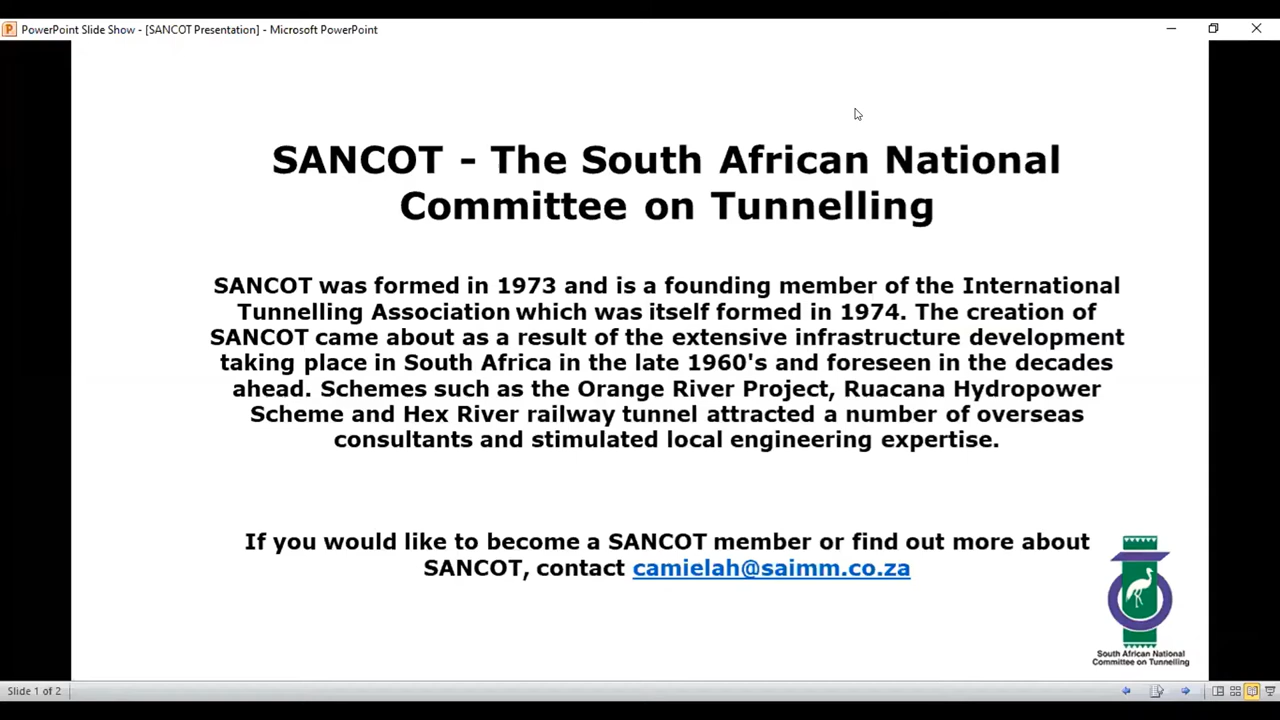 PowerPoint Slide Show - [SANCOT Presentation] - Microsoft PowerPoint
SANCOT - The South African National
Committee on Tunnelling
SANCOT was formed in 1973 and is a founding member of the International
Tunnelling Association which was itself formed in 1974. The creation of
SANCOT came about as a result of the extensive infrastructure development
taking place in South Africa in the late 1960's and foreseen in the decades
ahead. Schemes such as the Orange River Project, Ruacana Hydropower
Scheme and Hex River railway tunnel attracted a number of overseas
consultants and stimulated local engineering expertise.
If you would like to become a SANCOT member or find out more about
SANCOT, contact camielah@saimm.co.za
South African National
Committee on Tunnelling
Slide 1 of 2